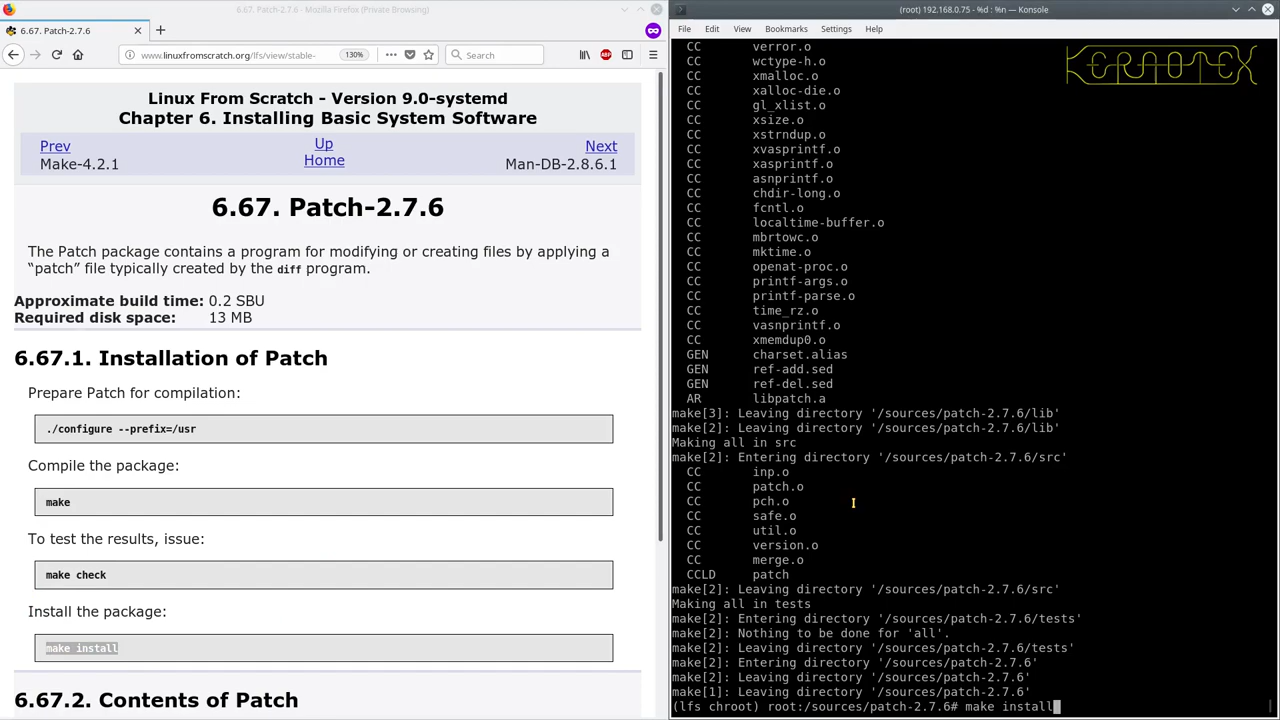 6.67. Patch-2.7.6 - Mozilla Firefox (Private Browsing)
6.67. Patch-2.7.6
www.linuxfromscratch.org/lfs/view/stable-
130%
Search
Linux From Scratch - Version 9.0-systemd
Chapter 6. Installing Basic System Software
Prev
Up
Next
Make-4.2.1
Home
Man-DB-2.8.6.1
6.67. Patch-2.7.6
The Patch package contains a program for modifying or creating files by applying a
“patch” file typically created by the diff program.
Approximate build time: 0.2 SBU
Required disk space: 13 MB
6.67.1. Installation of Patch
Prepare Patch for compilation:
./configure --prefix=/usr
Compile the package:
make
To test the results, issue:
make check
Install the package:
make install
6.67.2. Contents of Patch
(root) 192.168.0.75 - %d : %n — Konsole
File Edit View Bookmarks Settings Help
KERAOTEX
CC verror.o
CC wctype-h.o
CC xmalloc.o
CC xalloc-die.o
CC gl_xlist.o
CC xsize.o
CC xstrndup.o
CC xvasprintf.o
CC xasprintf.o
CC asnprintf.o
CC chdir-long.o
CC fcntl.o
CC localtime-buffer.o
CC mbrtowc.o
CC mktime.o
CC openat-proc.o
CC printf-args.o
CC printf-parse.o
CC time_rz.o
CC vasnprintf.o
CC xmemdup0.o
GEN charset.alias
GEN ref-add.sed
GEN ref-del.sed
AR libpatch.a
make[3]: Leaving directory '/sources/patch-2.7.6/lib'
make[2]: Leaving directory '/sources/patch-2.7.6/lib'
Making all in src
make[2]: Entering directory '/sources/patch-2.7.6/src'
CC inp.o
CC patch.o
CC pch.o
CC safe.o
CC util.o
CC version.o
CC merge.o
CCLD patch
make[2]: Leaving directory '/sources/patch-2.7.6/src'
Making all in tests
make[2]: Entering directory '/sources/patch-2.7.6/tests'
make[2]: Nothing to be done for 'all'.
make[2]: Leaving directory '/sources/patch-2.7.6/tests'
make[2]: Entering directory '/sources/patch-2.7.6'
make[2]: Leaving directory '/sources/patch-2.7.6'
make[1]: Leaving directory '/sources/patch-2.7.6'
(lfs chroot) root:/sources/patch-2.7.6# make install